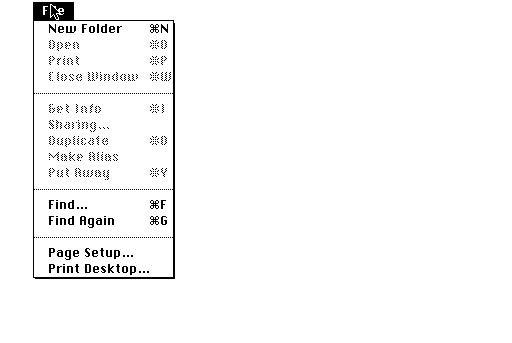 File
New Folder ⌘N
Open ⌘O
Print ⌘P
Close Window ⌘W
Get Info ⌘I
Sharing...
Duplicate ⌘D
Make Alias
Put Away ⌘Y
Find... ⌘F
Find Again ⌘G
Page Setup...
Print Desktop...